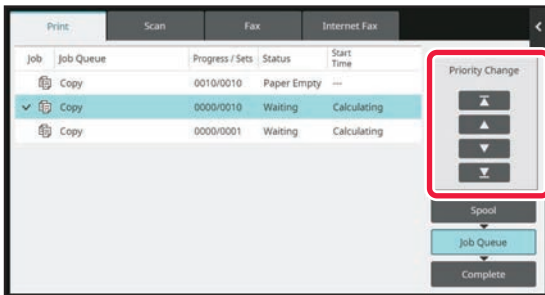 Print Scan Fax Internet Fax
Job Job Queue Progress / Sets Status Start Time
Copy 0010/0010 Paper Empty ---
Copy 0000/0010 Waiting Calculating
Copy 0000/0001 Waiting Calculating
Priority Change
Spool
Job Queue
Complete